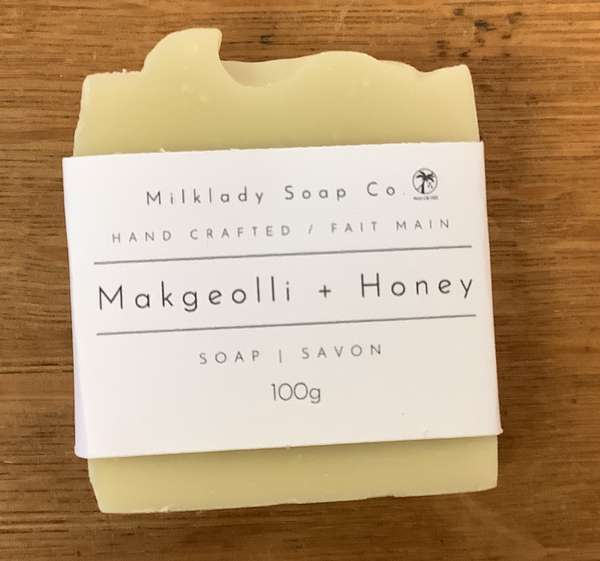 Milklady Soap Co.
HAND CRAFTED / FAIT MAIN
Makgeolli + Honey
SOAP | SAVON
100g